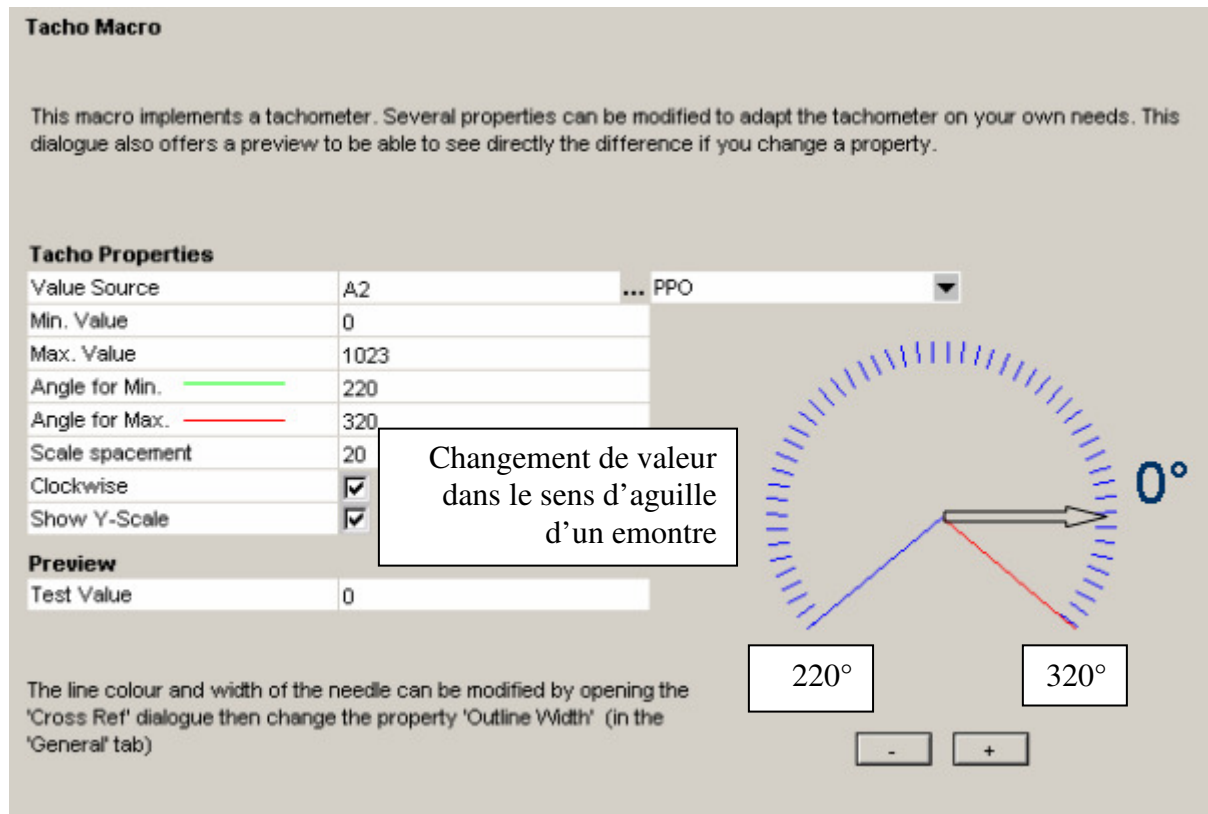 Tacho Macro
This macro implements a tachometer. Several properties can be modified to adapt the tachometer on your own needs. This
dialogue also offers a preview to be able to see directly the difference if you change a property.
Tacho Properties
Value Source A2 ... PPO
Min. Value 0
Max. Value 1023
Angle for Min. 220
Angle for Max. 320
Scale spacement 20
Clockwise
Show Y-Scale
Changement de valeur
dans le sens d’aguille
d’un emontre
0°
Preview
Test Value 0
220°
320°
The line colour and width of the needle can be modified by opening the
'Cross Ref' dialogue then change the property 'Outline Width' (in the
'General' tab)
- +